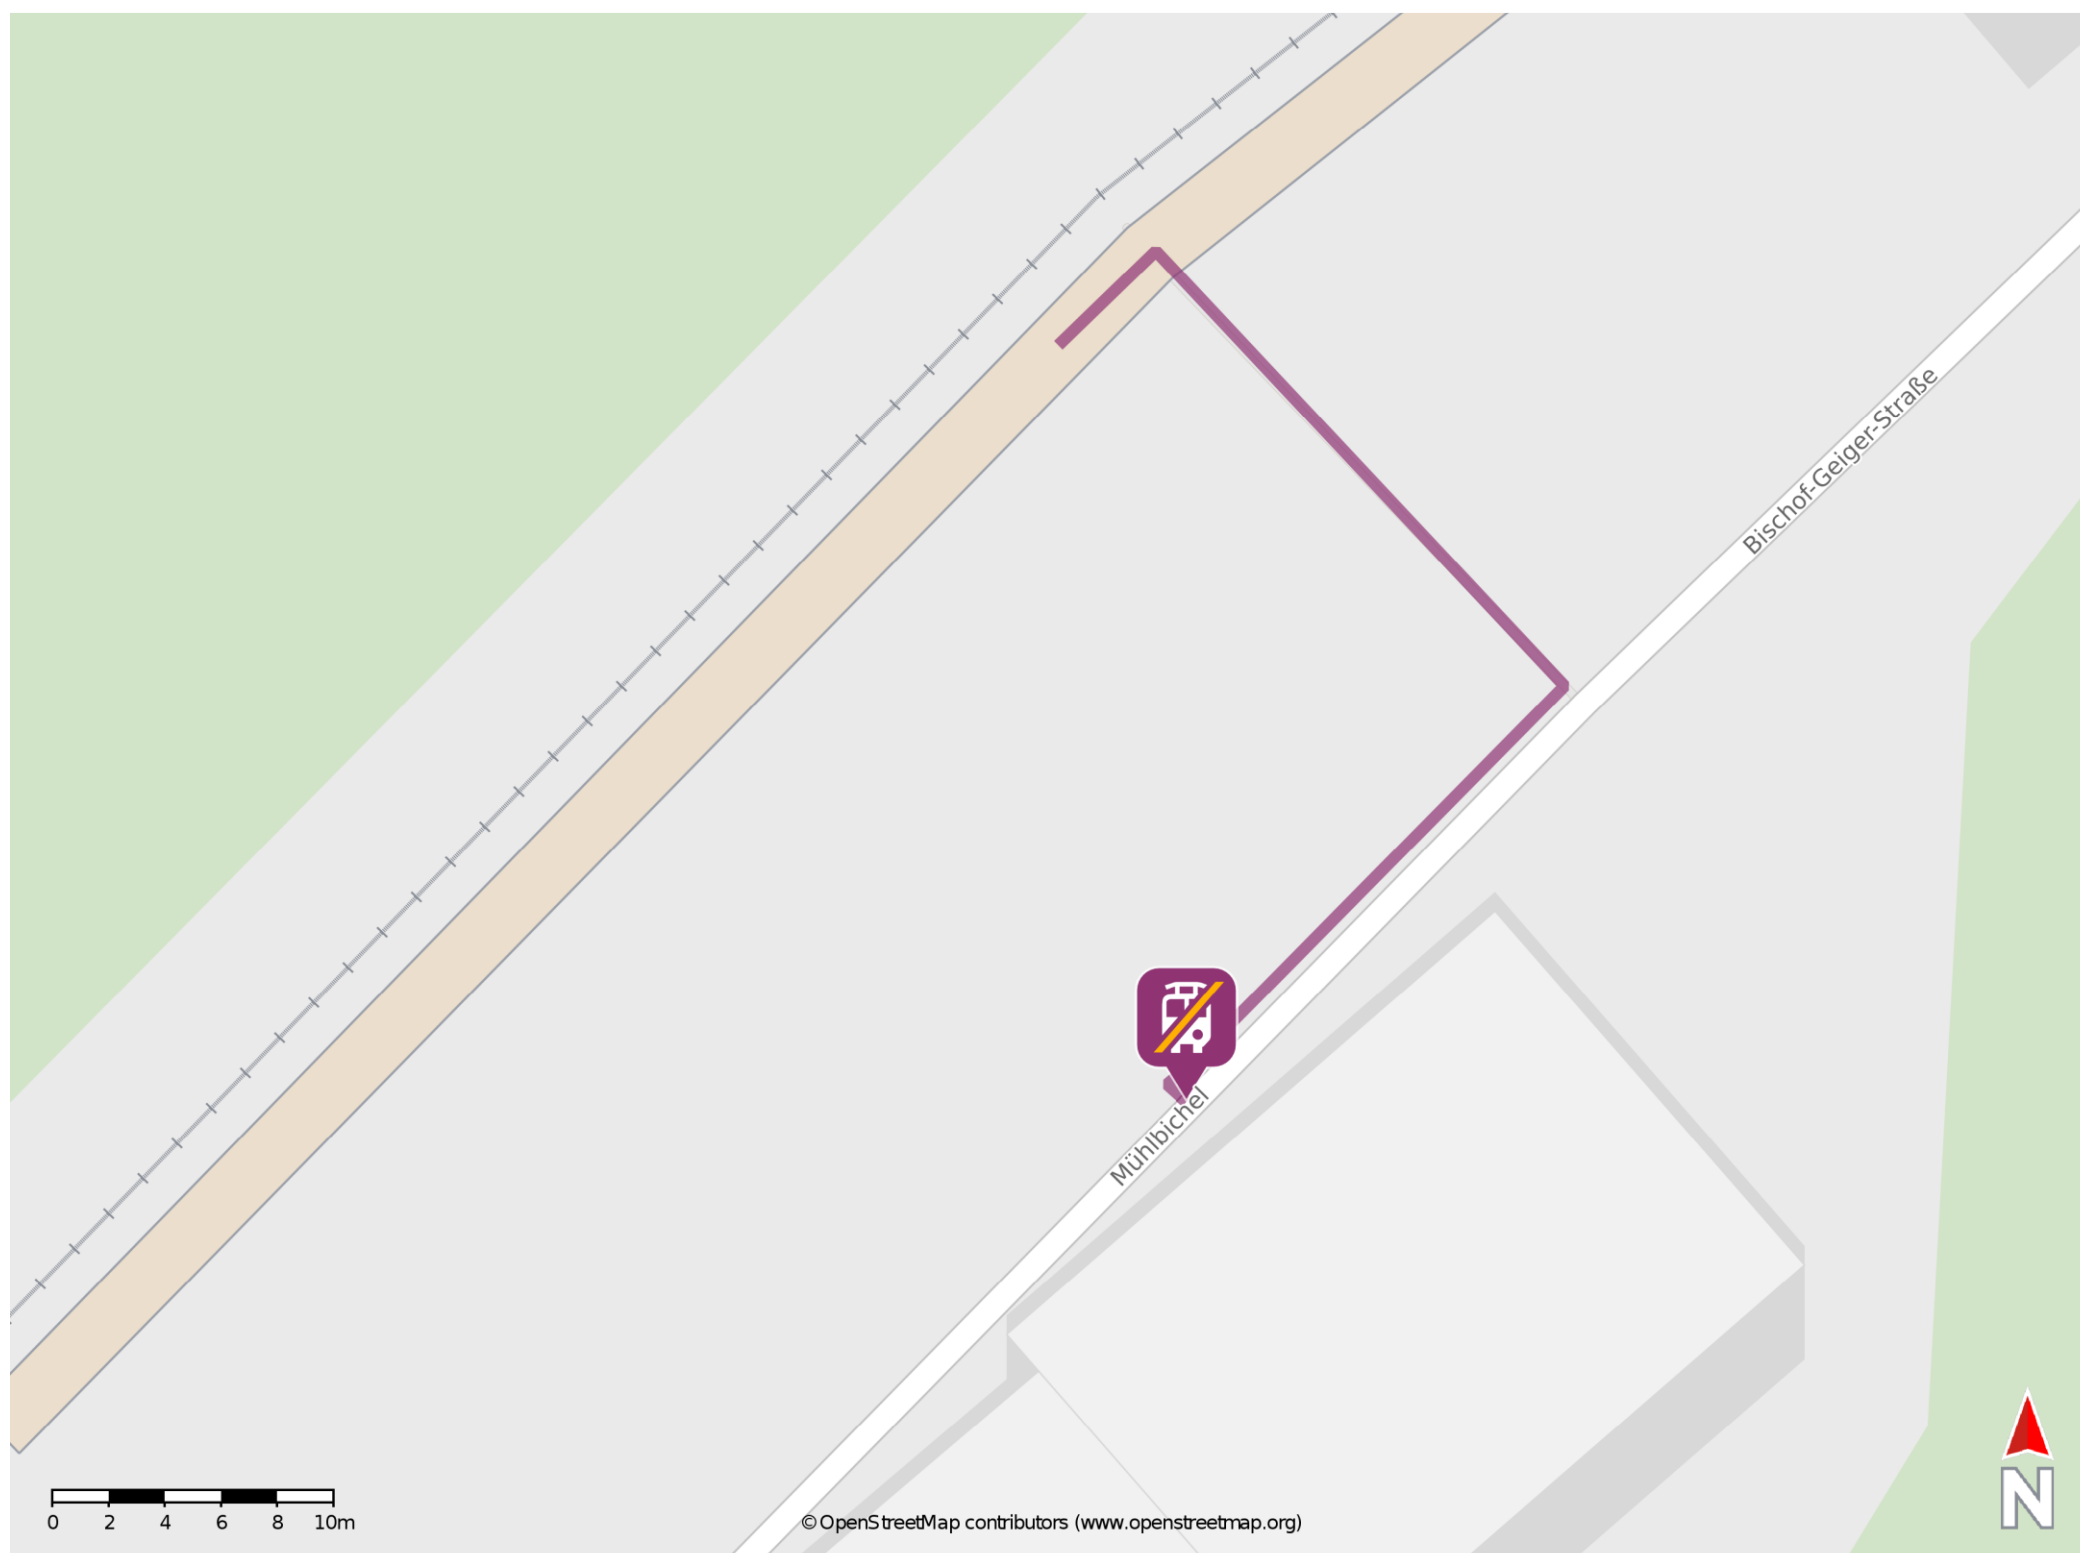 Bischof-Geiger-Straße
Mühlbichel
0 2 4 6 8 10m
© OpenStreetMap contributors (www.openstreetmap.org)
N